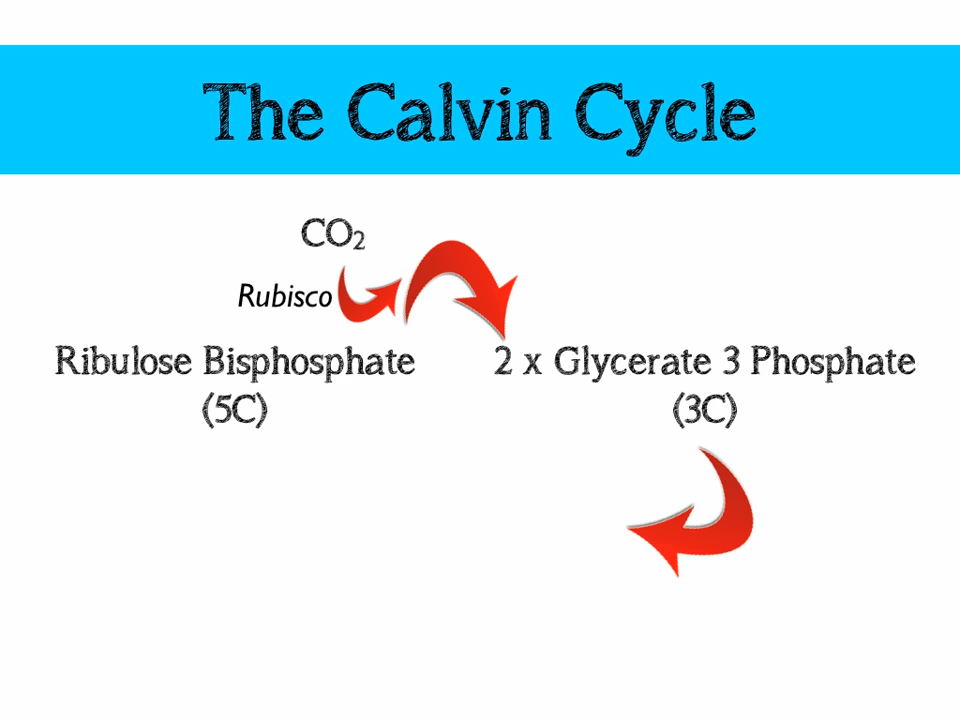 The Calvin Cycle
CO₂
Rubisco
Ribulose Bisphosphate
(5C)
2 x Glycerate 3 Phosphate
(3C)